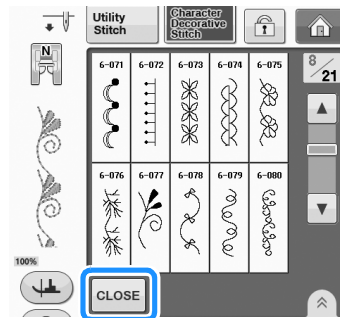 Utility
Stitch
Character
Decorative
Stitch
N
6-071 6-072 6-073 6-074 6-075
8/21
6-076 6-077 6-078 6-079 6-080
100%
CLOSE